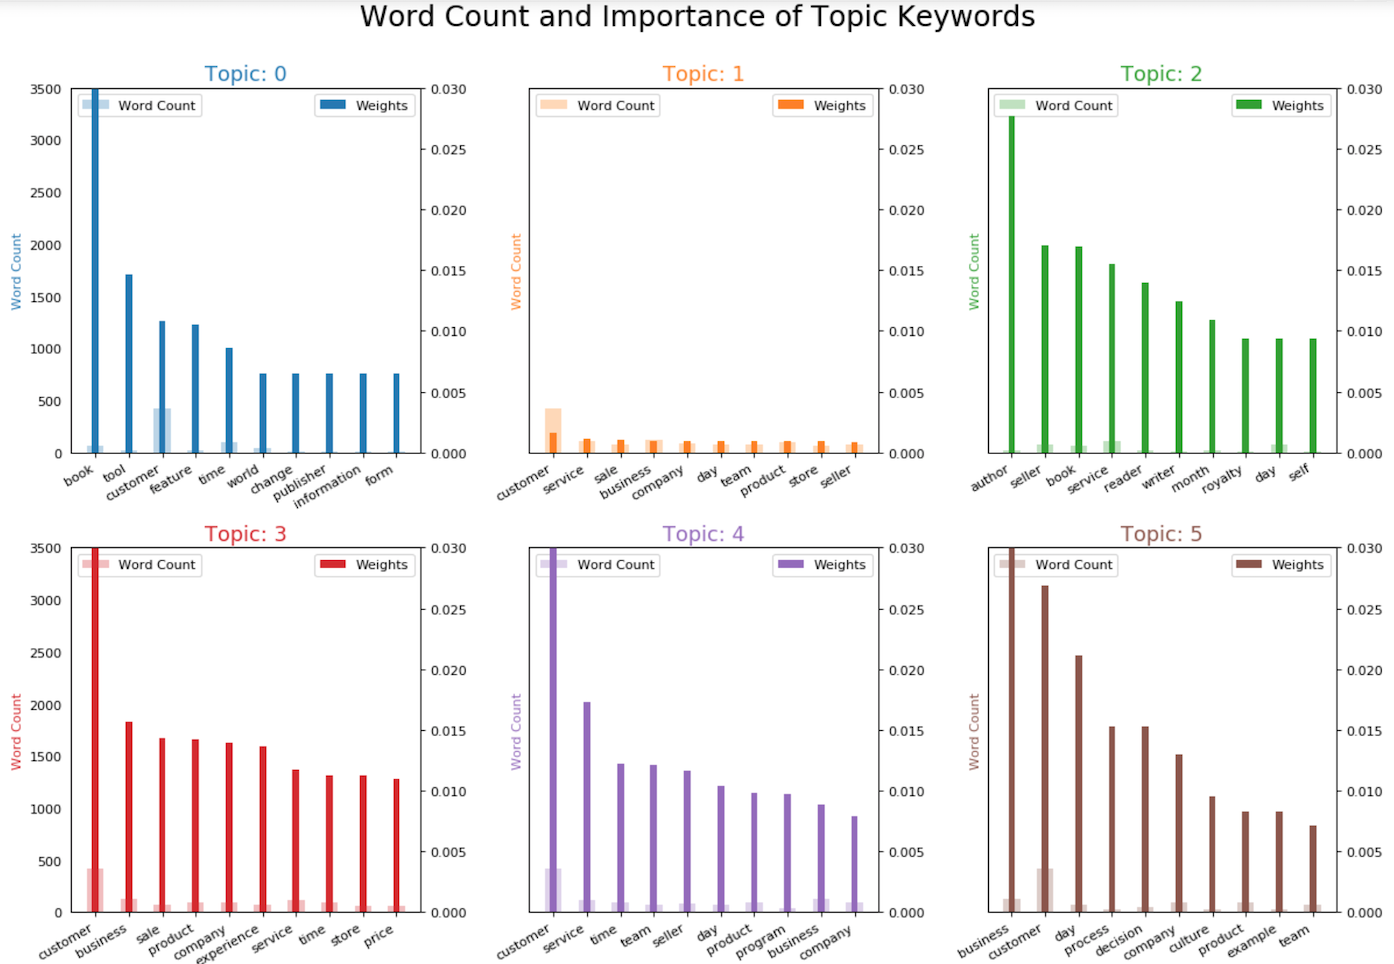 Word Count and Importance of Topic Keywords
Topic: 0
Word Count
Weights
3500
3000
2500
2000
1500
1000
500
0
Word Count
0.030
0.025
0.020
0.015
0.010
0.005
0.000
book
tool
customer
feature
time
world
change
publisher
information
form
Topic: 1
Word Count
Weights
Word Count
0.030
0.025
0.020
0.015
0.010
0.005
0.000
customer
service
sale
business
company
day
team
product
store
seller
Topic: 2
Word Count
Weights
Word Count
0.030
0.025
0.020
0.015
0.010
0.005
0.000
author
seller
book
service
reader
writer
month
royalty
day
self
Topic: 3
Word Count
Weights
3500
3000
2500
2000
1500
1000
500
0
Word Count
0.030
0.025
0.020
0.015
0.010
0.005
0.000
customer
business
sale
product
company
experience
service
time
store
price
Topic: 4
Word Count
Weights
Word Count
0.030
0.025
0.020
0.015
0.010
0.005
0.000
customer
service
time
team
seller
day
product
program
business
company
Topic: 5
Word Count
Weights
Word Count
0.030
0.025
0.020
0.015
0.010
0.005
0.000
business
customer
day
process
decision
company
culture
product
example
team